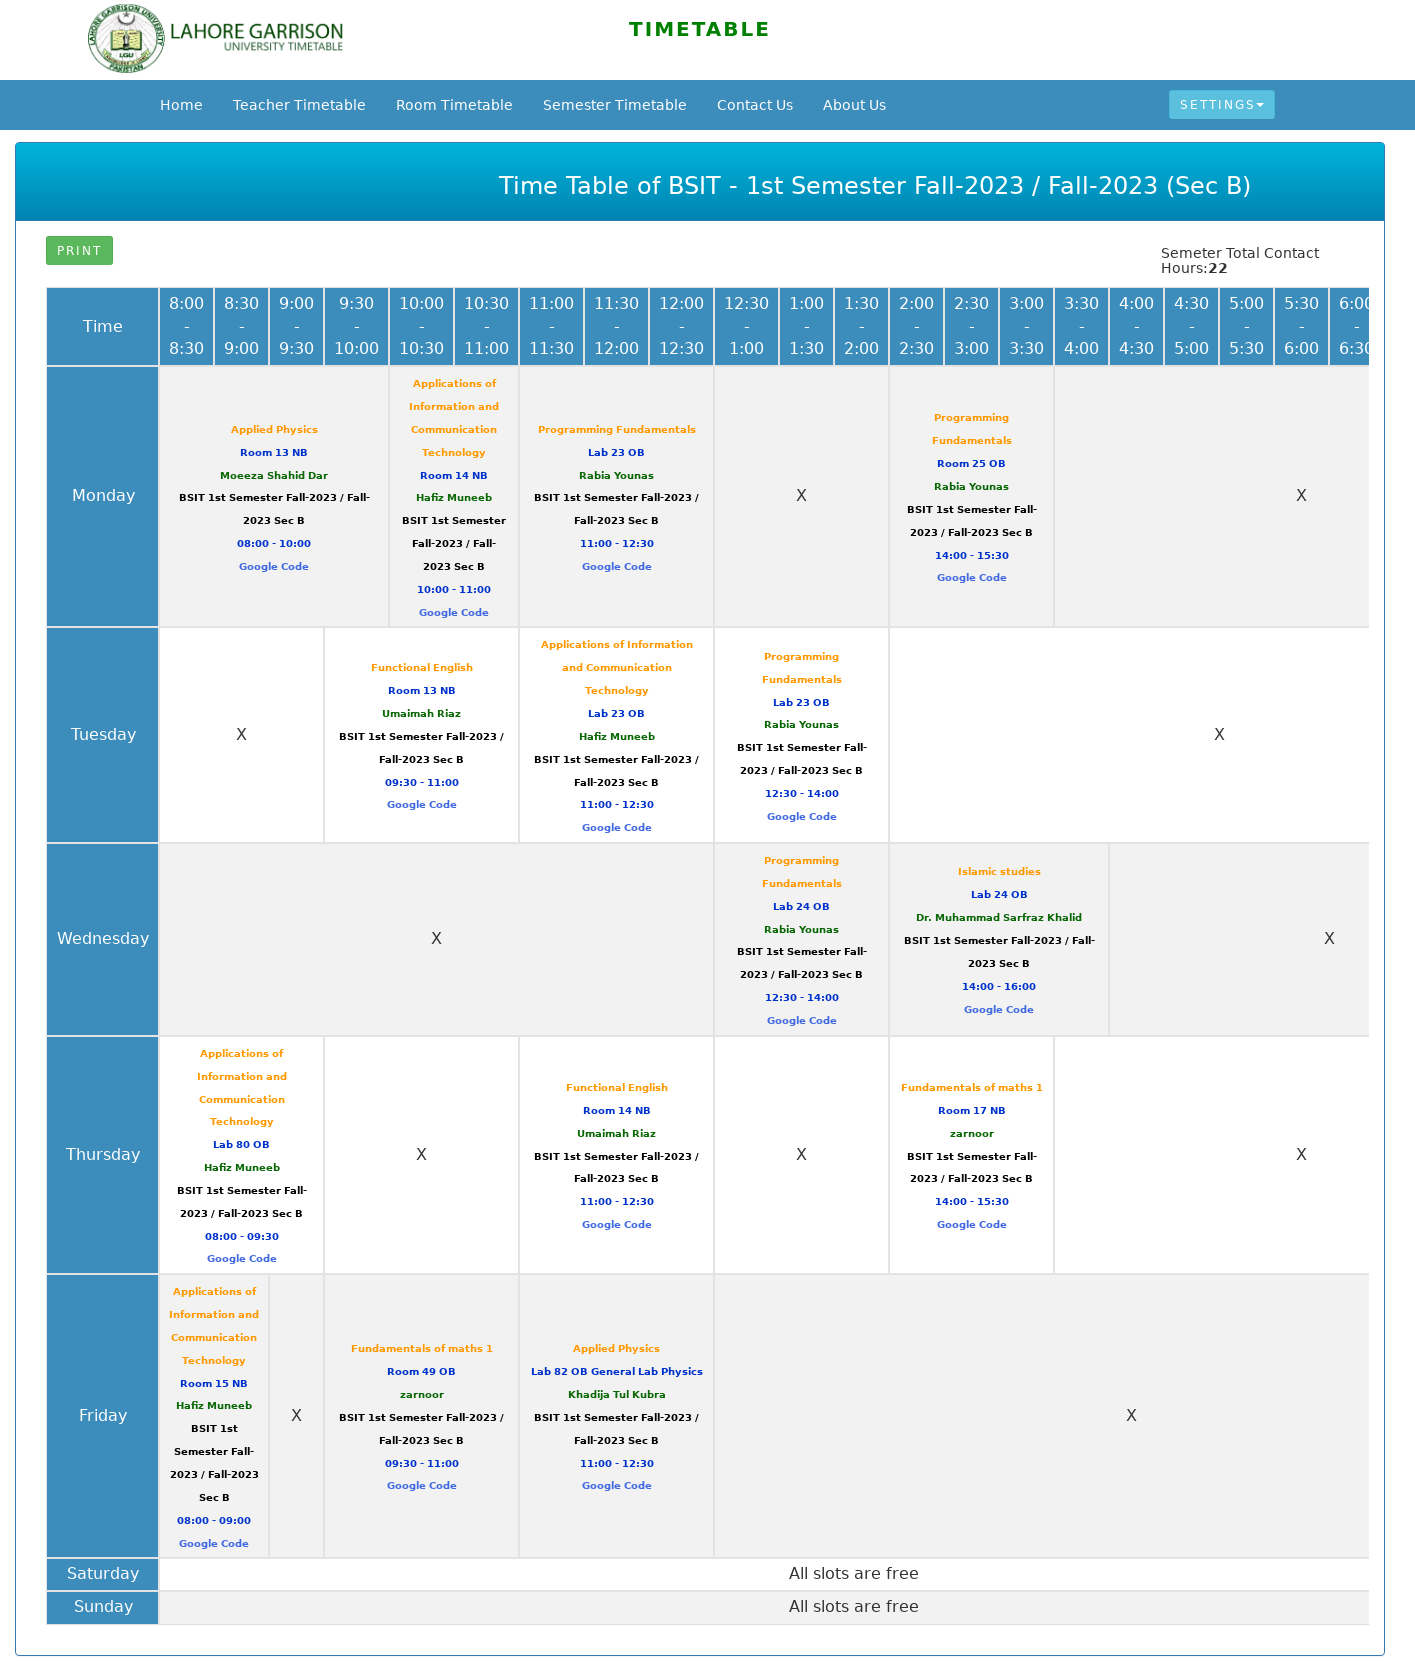 LAHORE GARRISON
UNIVERSITY TIMETABLE
TIMETABLE
Home Teacher Timetable Room Timetable Semester Timetable Contact Us About Us SETTINGS
Time Table of BSIT - 1st Semester Fall-2023 / Fall-2023 (Sec B)
PRINT
Semeter Total Contact
Hours:22
Time
8:00 - 8:30
8:30 - 9:00
9:00 - 9:30
9:30 - 10:00
10:00 - 10:30
10:30 - 11:00
11:00 - 11:30
11:30 - 12:00
12:00 - 12:30
12:30 - 1:00
1:00 - 1:30
1:30 - 2:00
2:00 - 2:30
2:30 - 3:00
3:00 - 3:30
3:30 - 4:00
4:00 - 4:30
4:30 - 5:00
5:00 - 5:30
5:30 - 6:00
6:00 - 6:30
Monday
Applied Physics
Room 13 NB
Moeeza Shahid Dar
BSIT 1st Semester Fall-2023 / Fall-
2023 Sec B
08:00 - 10:00
Google Code
Applications of
Information and
Communication
Technology
Room 14 NB
Hafiz Muneeb
BSIT 1st Semester
Fall-2023 / Fall-
2023 Sec B
10:00 - 11:00
Google Code
Programming Fundamentals
Lab 23 OB
Rabia Younas
BSIT 1st Semester Fall-2023 /
Fall-2023 Sec B
11:00 - 12:30
Google Code
X
Programming
Fundamentals
Room 25 OB
Rabia Younas
BSIT 1st Semester Fall-
2023 / Fall-2023 Sec B
14:00 - 15:30
Google Code
X
Tuesday
X
Functional English
Room 13 NB
Umaimah Riaz
BSIT 1st Semester Fall-2023 /
Fall-2023 Sec B
09:30 - 11:00
Google Code
Applications of Information
and Communication
Technology
Lab 23 OB
Hafiz Muneeb
BSIT 1st Semester Fall-2023 /
Fall-2023 Sec B
11:00 - 12:30
Google Code
Programming
Fundamentals
Lab 23 OB
Rabia Younas
BSIT 1st Semester Fall-
2023 / Fall-2023 Sec B
12:30 - 14:00
Google Code
X
Wednesday
X
Programming
Fundamentals
Lab 24 OB
Rabia Younas
BSIT 1st Semester Fall-
2023 / Fall-2023 Sec B
12:30 - 14:00
Google Code
Islamic studies
Lab 24 OB
Dr. Muhammad Sarfraz Khalid
BSIT 1st Semester Fall-2023 / Fall-
2023 Sec B
14:00 - 16:00
Google Code
X
Thursday
Applications of
Information and
Communication
Technology
Lab 80 OB
Hafiz Muneeb
BSIT 1st Semester Fall-
2023 / Fall-2023 Sec B
08:00 - 09:30
Google Code
X
Functional English
Room 14 NB
Umaimah Riaz
BSIT 1st Semester Fall-2023 /
Fall-2023 Sec B
11:00 - 12:30
Google Code
X
Fundamentals of maths 1
Room 17 NB
zarnoor
BSIT 1st Semester Fall-
2023 / Fall-2023 Sec B
14:00 - 15:30
Google Code
X
Friday
Applications of
Information and
Communication
Technology
Room 15 NB
Hafiz Muneeb
BSIT 1st
Semester Fall-
2023 / Fall-2023
Sec B
08:00 - 09:00
Google Code
X
Fundamentals of maths 1
Room 49 OB
zarnoor
BSIT 1st Semester Fall-2023 /
Fall-2023 Sec B
09:30 - 11:00
Google Code
Applied Physics
Lab 82 OB General Lab Physics
Khadija Tul Kubra
BSIT 1st Semester Fall-2023 /
Fall-2023 Sec B
11:00 - 12:30
Google Code
X
Saturday
All slots are free
Sunday
All slots are free